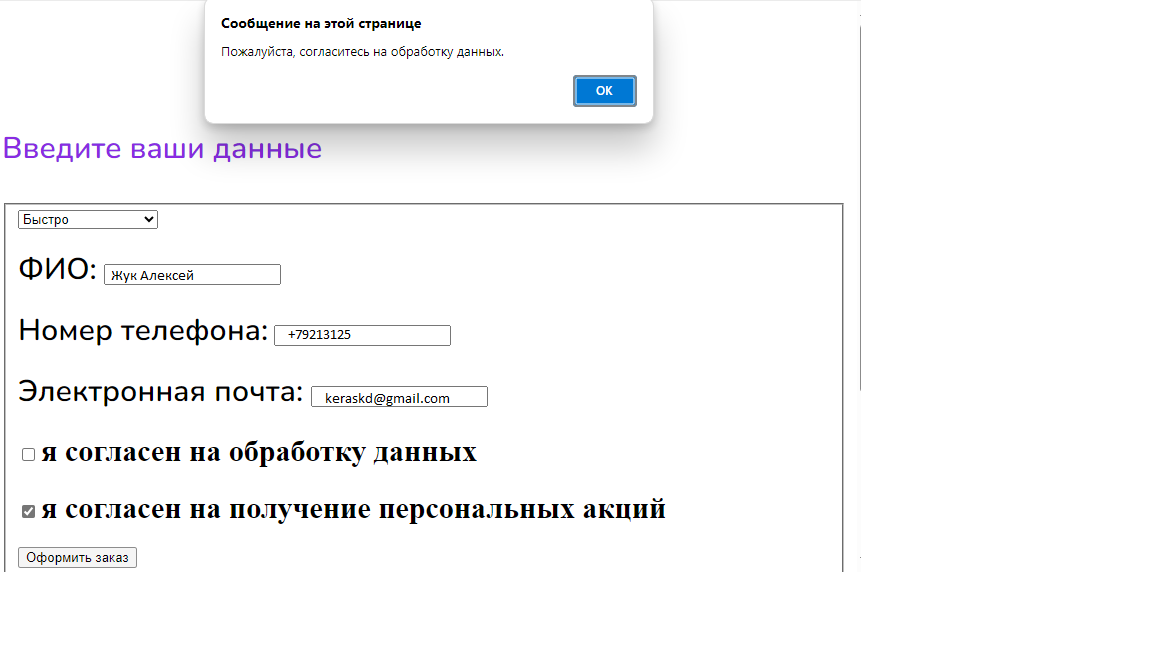 Сообщение на этой странице
Пожалуйста, согласитесь на обработку данных.
OK
Введите ваши данные
Быстро
ФИО: Жук Алексей
Номер телефона: +79213125
Электронная почта: keraskd@gmail.com
я согласен на обработку данных
я согласен на получение персональных акций
Оформить заказ